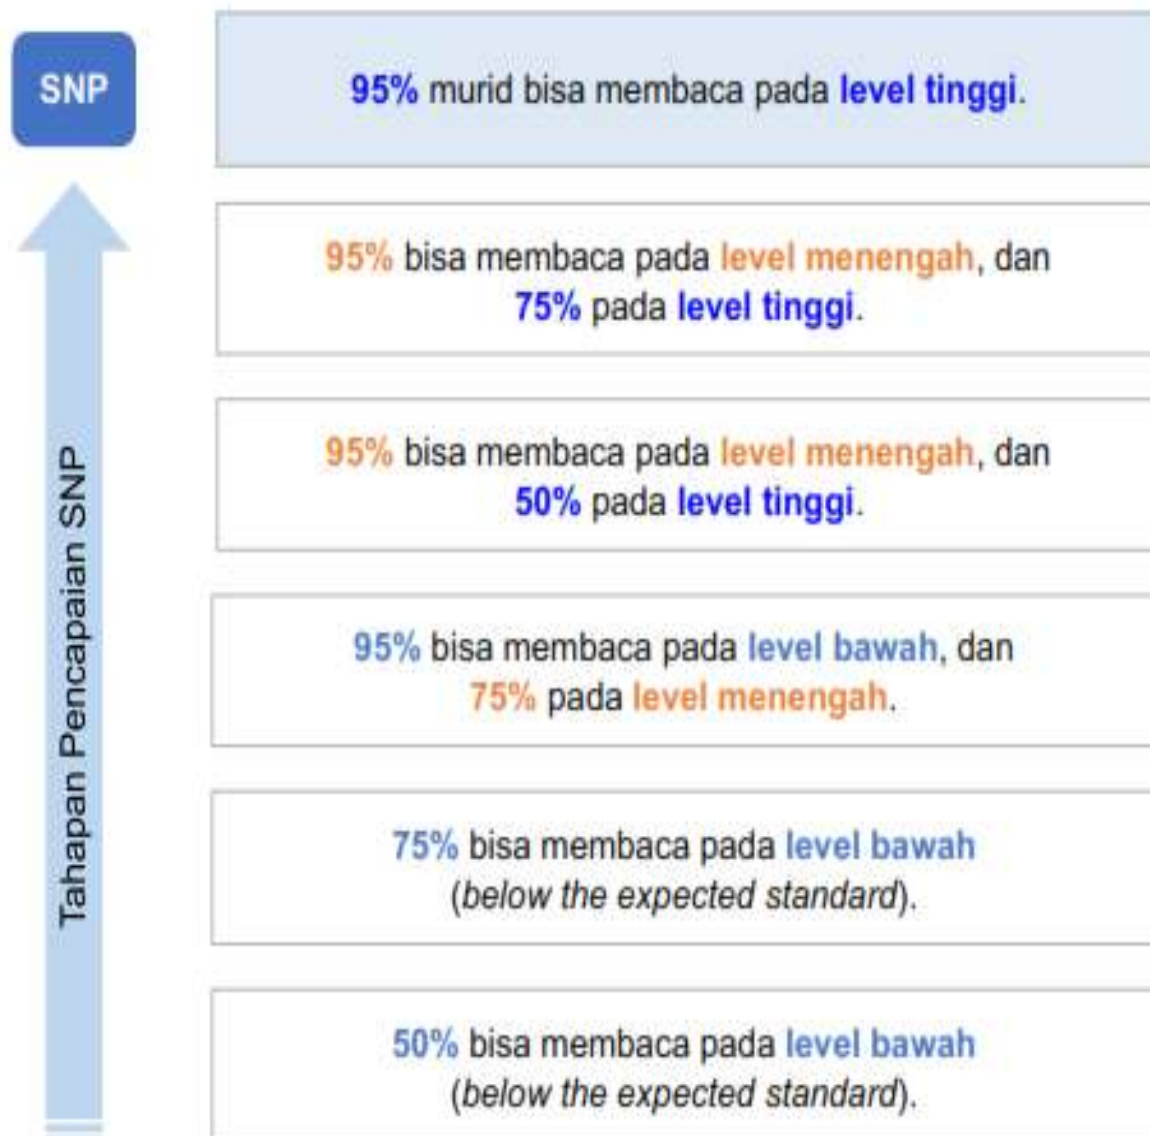 SNP
95% murid bisa membaca pada level tinggi.
95% bisa membaca pada level menengah, dan
75% pada level tinggi.
95% bisa membaca pada level menengah, dan
50% pada level tinggi.
95% bisa membaca pada level bawah, dan
75% pada level menengah.
75% bisa membaca pada level bawah
(below the expected standard).
50% bisa membaca pada level bawah
(below the expected standard).
Tahapan Pencapaian SNP